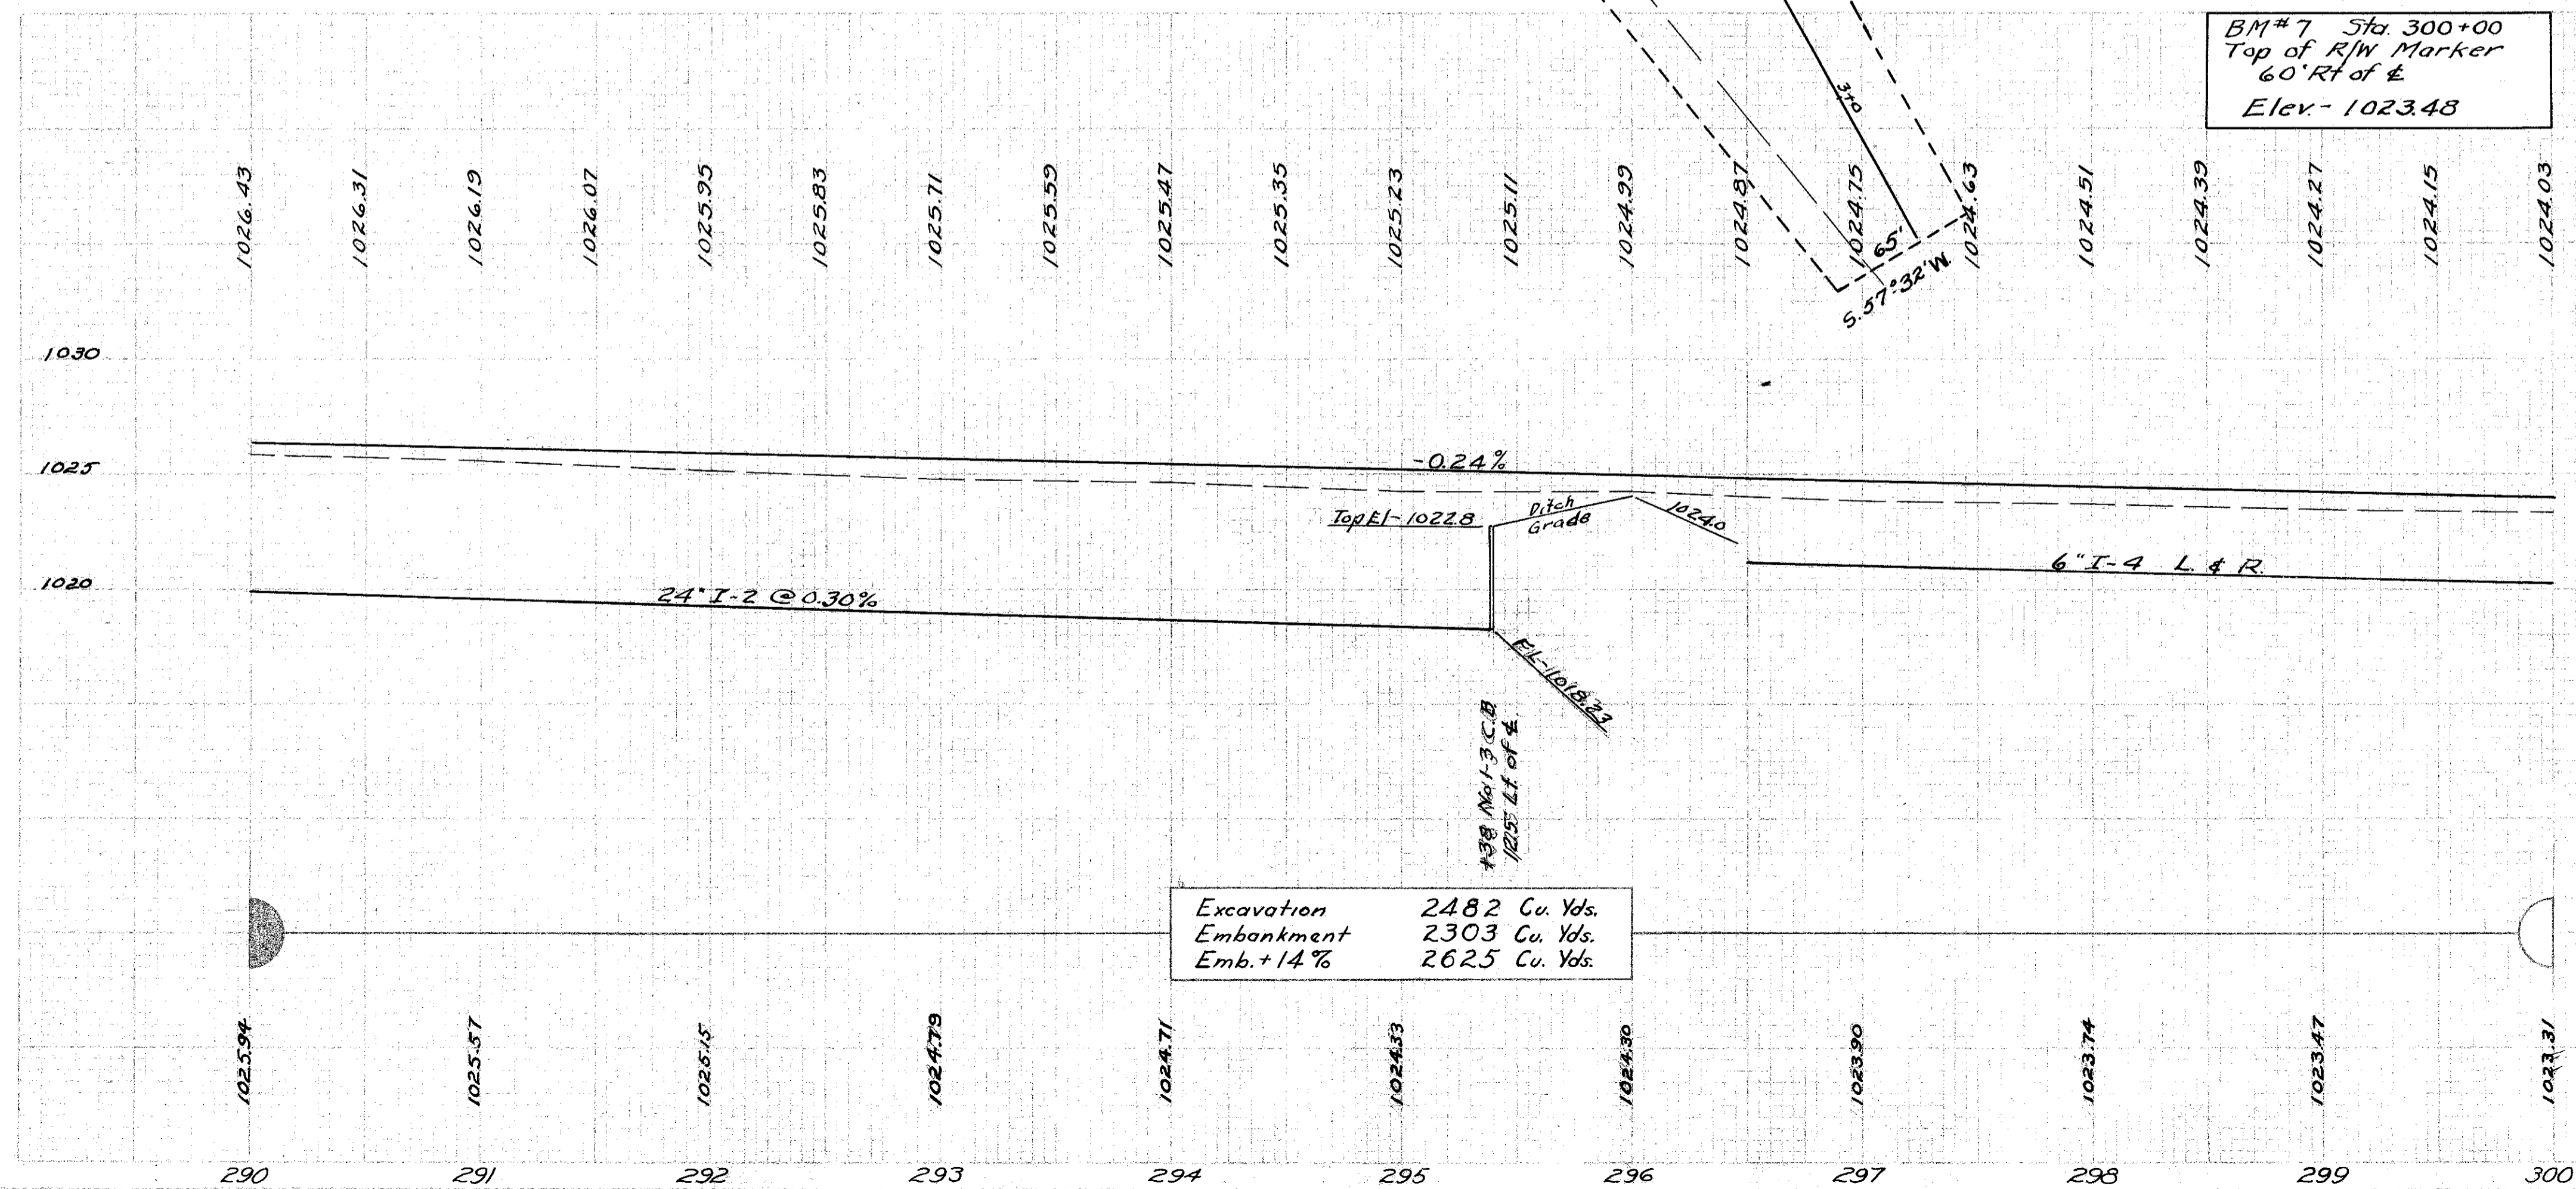 BM#7 Sta. 300+00
Top of R/W Marker
60' Rt of ℄
Elev.- 1023.48
3+0
65'
S.57°32'W.
1026.43
1026.31
1026.19
1026.07
1025.95
1025.83
1025.71
1025.59
1025.47
1025.35
1025.23
1025.11
1024.99
1024.87
1024.75
1024.63
1024.51
1024.39
1024.27
1024.15
1024.03
1030
1025
1020
-0.24%
Top El-1022.8
Ditch
Grade
1024.0
24" I-2 @ 0.30%
6" I-4 L. & R.
F.L-1018.23
+38 No 1-3 C.B
Lt. of ℄.
Excavation 2482 Cu. Yds.
Embankment 2303 Cu. Yds.
Emb.+14% 2625 Cu. Yds.
1025.94
1025.57
1025.15
1024.79
1024.71
1024.33
1024.30
1023.90
1023.74
1023.47
1023.31
290 291 292 293 294 295 296 297 298 299 300